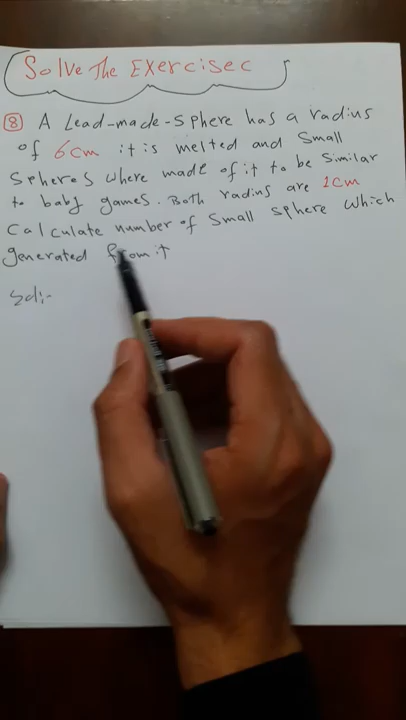 Solve The Exercisec
8 A Lead-made-sphere has a radius
of 6cm it is melted and small
spheres where made of it to be similar
to baby games. Both radius are 1cm
calculate number of small sphere which
generated from it
Sol:-